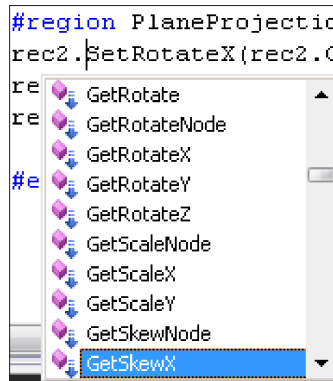 #region PlaneProjectio
rec2.SetRotateX(rec2.
re
re
#e
GetRotate
GetRotateNode
GetRotateX
GetRotateY
GetRotateZ
GetScaleNode
GetScaleX
GetScaleY
GetSkewNode
GetSkewX